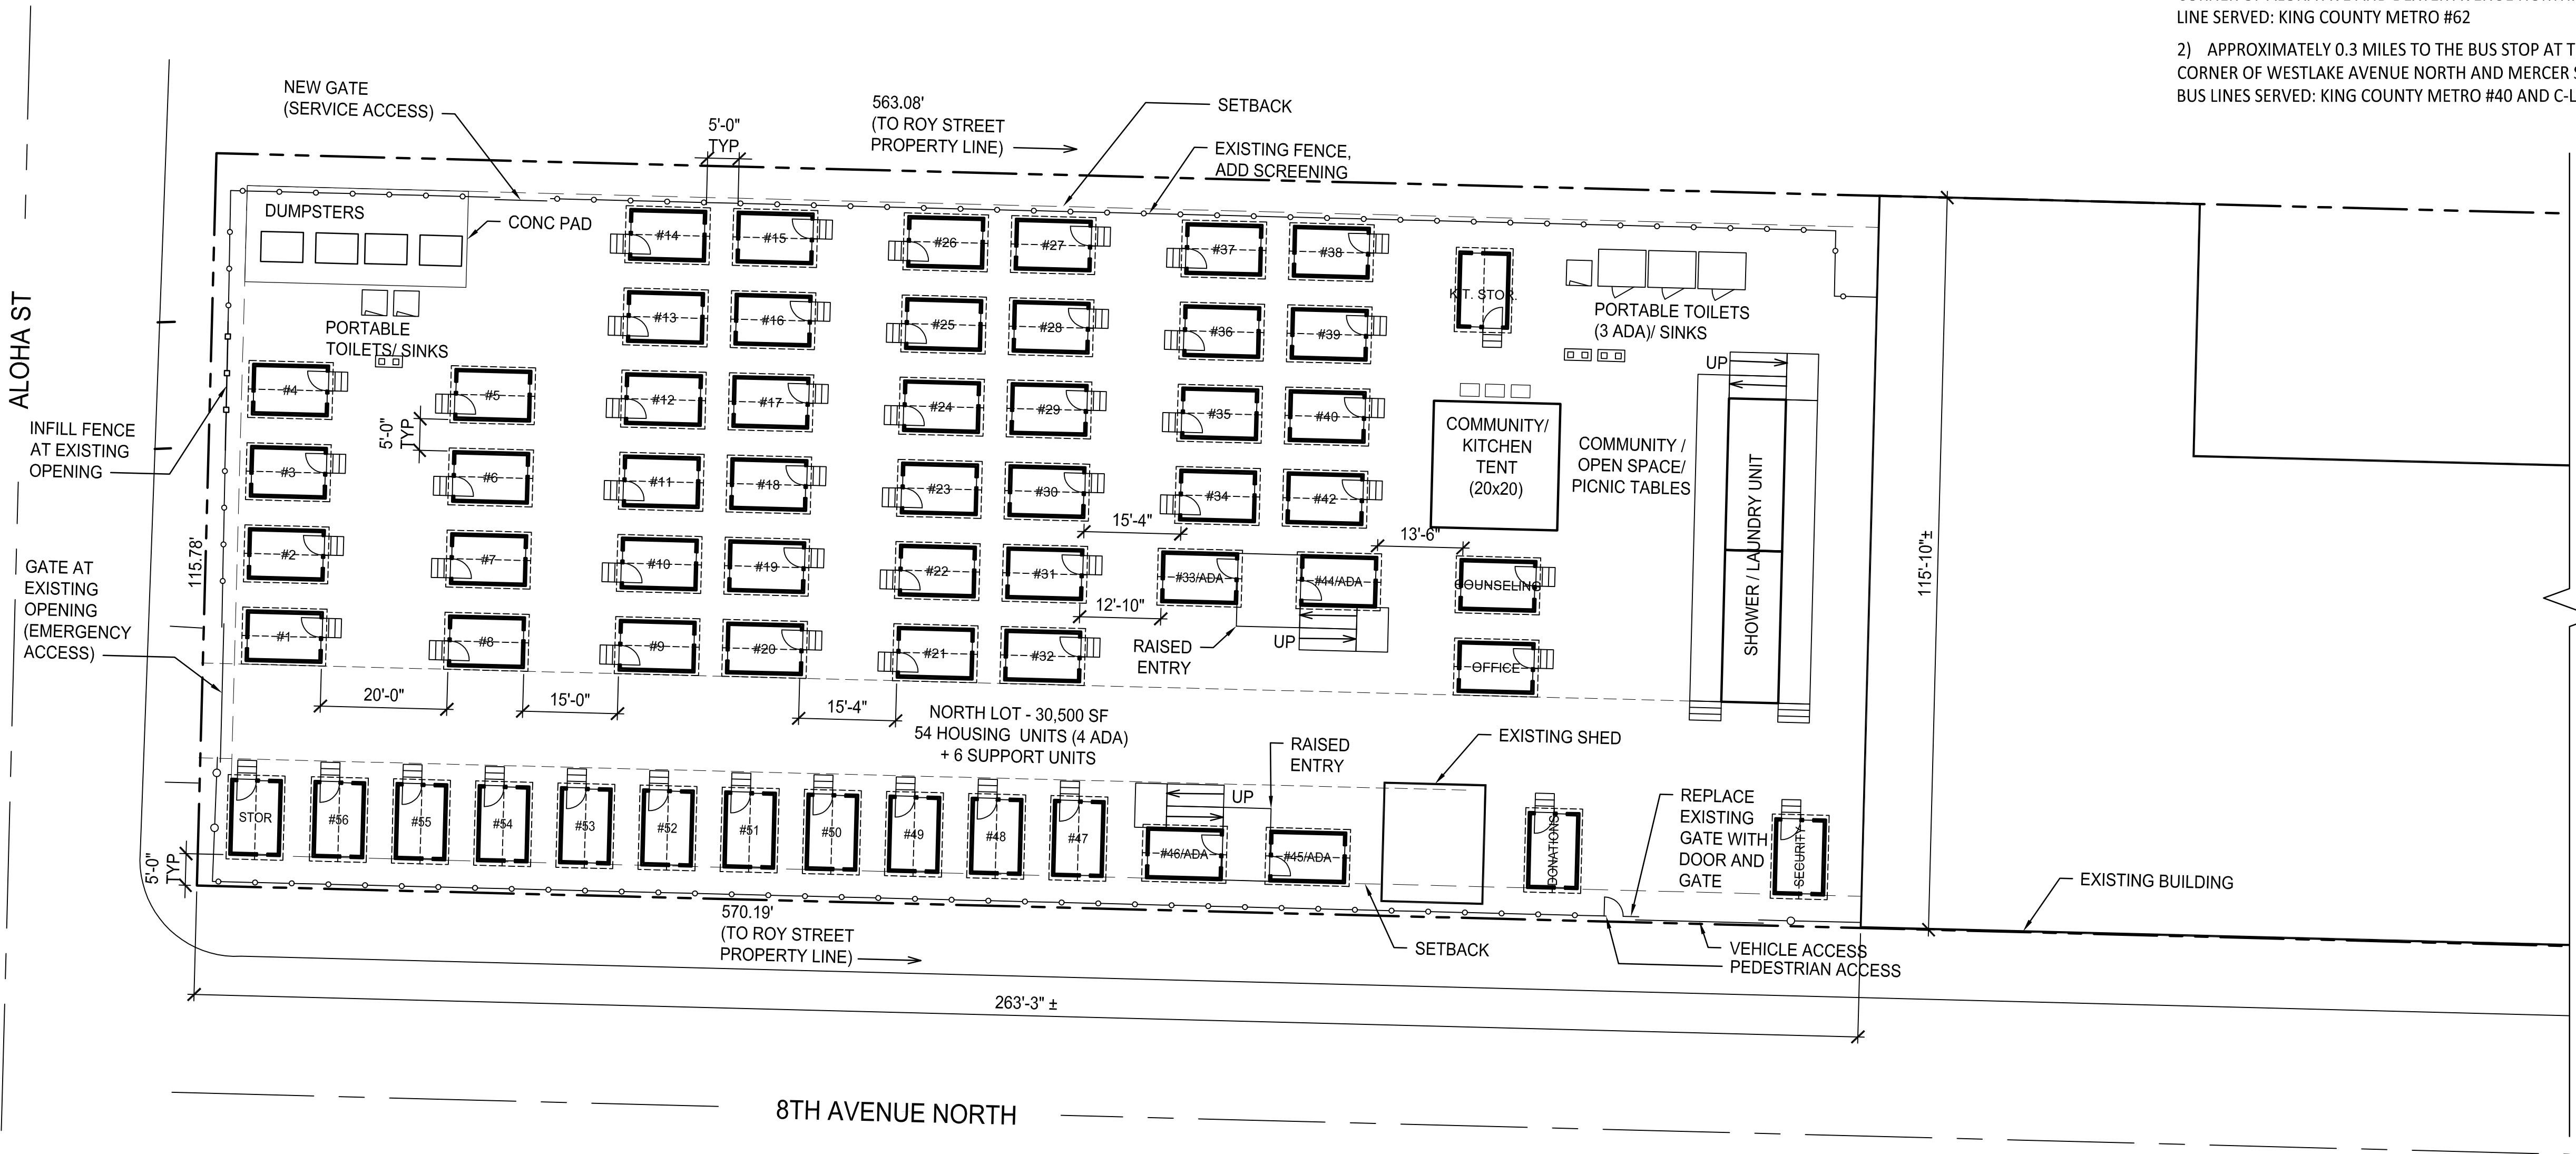 LINE SERVED: KING COUNTY METRO #62
2) APPROXIMATELY 0.3 MILES TO THE BUS STOP AT T
CORNER OF WESTLAKE AVENUE NORTH AND MERCER S
BUS LINES SERVED: KING COUNTY METRO #40 AND C-L
NEW GATE
(SERVICE ACCESS)
5'-0"
TYP
563.08'
(TO ROY STREET
PROPERTY LINE)
SETBACK
EXISTING FENCE,
ADD SCREENING
DUMPSTERS
CONC PAD
PORTABLE
TOILETS/ SINKS
ALOHA ST
INFILL FENCE
AT EXISTING
OPENING
GATE AT
EXISTING
OPENING
(EMERGENCY
ACCESS)
115.78'
#4
#3
#2
#1
#5
5'-0"
TYP
#6
#7
#8
#14
#13
#12
#11
#10
#9
#15
#16
#17
#18
#19
#20
#26
#25
#24
#23
#22
#21
#27
#28
#29
#30
#31
#32
#37
#36
#35
#34
#33/ADA
#38
#39
#40
#42
#44/ADA
KIT. STOR.
PORTABLE TOILETS
(3 ADA)/ SINKS
COMMUNITY/
KITCHEN
TENT
(20x20)
COMMUNITY /
OPEN SPACE/
PICNIC TABLES
UP
SHOWER / LAUNDRY UNIT
15'-4"
13'-6"
12'-10"
RAISED
ENTRY
UP
COUNSELING
OFFICE
115'-10"±
20'-0"
15'-0"
15'-4"
NORTH LOT - 30,500 SF
54 HOUSING UNITS (4 ADA)
+ 6 SUPPORT UNITS
RAISED
ENTRY
UP
EXISTING SHED
REPLACE
EXISTING
GATE WITH
DOOR AND
GATE
STOR
#56
#55
#54
#53
#52
#51
#50
#49
#48
#47
#46/ADA
#45/ADA
DONATIONS
SECURITY
5'-0"
TYP
570.19'
(TO ROY STREET
PROPERTY LINE)
SETBACK
VEHICLE ACCESS
PEDESTRIAN ACCESS
EXISTING BUILDING
263'-3" ±
8TH AVENUE NORTH